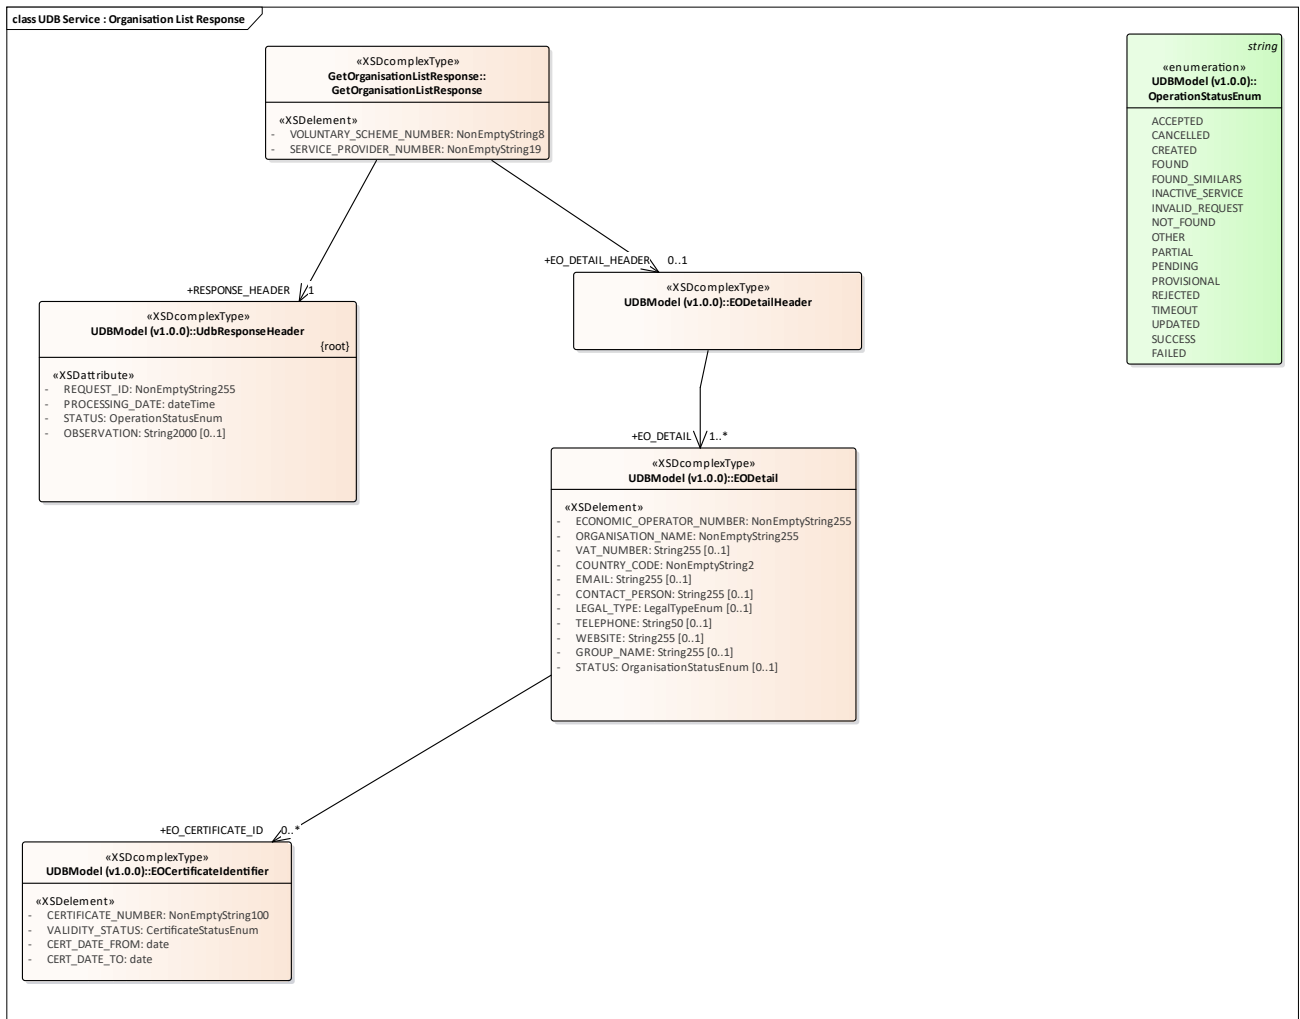 class UDB Service : Organisation List Response
«XSDcomplexType»
GetOrganisationListResponse::
GetOrganisationListResponse
«XSDelement»
- VOLUNTARY_SCHEME_NUMBER: NonEmptyString8
- SERVICE_PROVIDER_NUMBER: NonEmptyString19
string
«enumeration»
UDBModel (v1.0.0)::
OperationStatusEnum
ACCEPTED
CANCELLED
CREATED
FOUND
FOUND_SIMILARS
INACTIVE_SERVICE
INVALID_REQUEST
NOT_FOUND
OTHER
PARTIAL
PENDING
PROVISIONAL
REJECTED
TIMEOUT
UPDATED
SUCCESS
FAILED
+EO_DETAIL_HEADER 0..1
«XSDcomplexType»
UDBModel (v1.0.0)::EODetailHeader
+RESPONSE_HEADER 1
«XSDcomplexType»
UDBModel (v1.0.0)::UdbResponseHeader
{root}
«XSDattribute»
- REQUEST_ID: NonEmptyString255
- PROCESSING_DATE: dateTime
- STATUS: OperationStatusEnum
- OBSERVATION: String2000 [0..1]
+EO_DETAIL 1..*
«XSDcomplexType»
UDBModel (v1.0.0)::EODetail
«XSDelement»
- ECONOMIC_OPERATOR_NUMBER: NonEmptyString255
- ORGANISATION_NAME: NonEmptyString255
- VAT_NUMBER: String255 [0..1]
- COUNTRY_CODE: NonEmptyString2
- EMAIL: String255 [0..1]
- CONTACT_PERSON: String255 [0..1]
- LEGAL_TYPE: LegalTypeEnum [0..1]
- TELEPHONE: String50 [0..1]
- WEBSITE: String255 [0..1]
- GROUP_NAME: String255 [0..1]
- STATUS: OrganisationStatusEnum [0..1]
+EO_CERTIFICATE_ID 0..*
«XSDcomplexType»
UDBModel (v1.0.0)::EOCertificateIdentifier
«XSDelement»
- CERTIFICATE_NUMBER: NonEmptyString100
- VALIDITY_STATUS: CertificateStatusEnum
- CERT_DATE_FROM: date
- CERT_DATE_TO: date